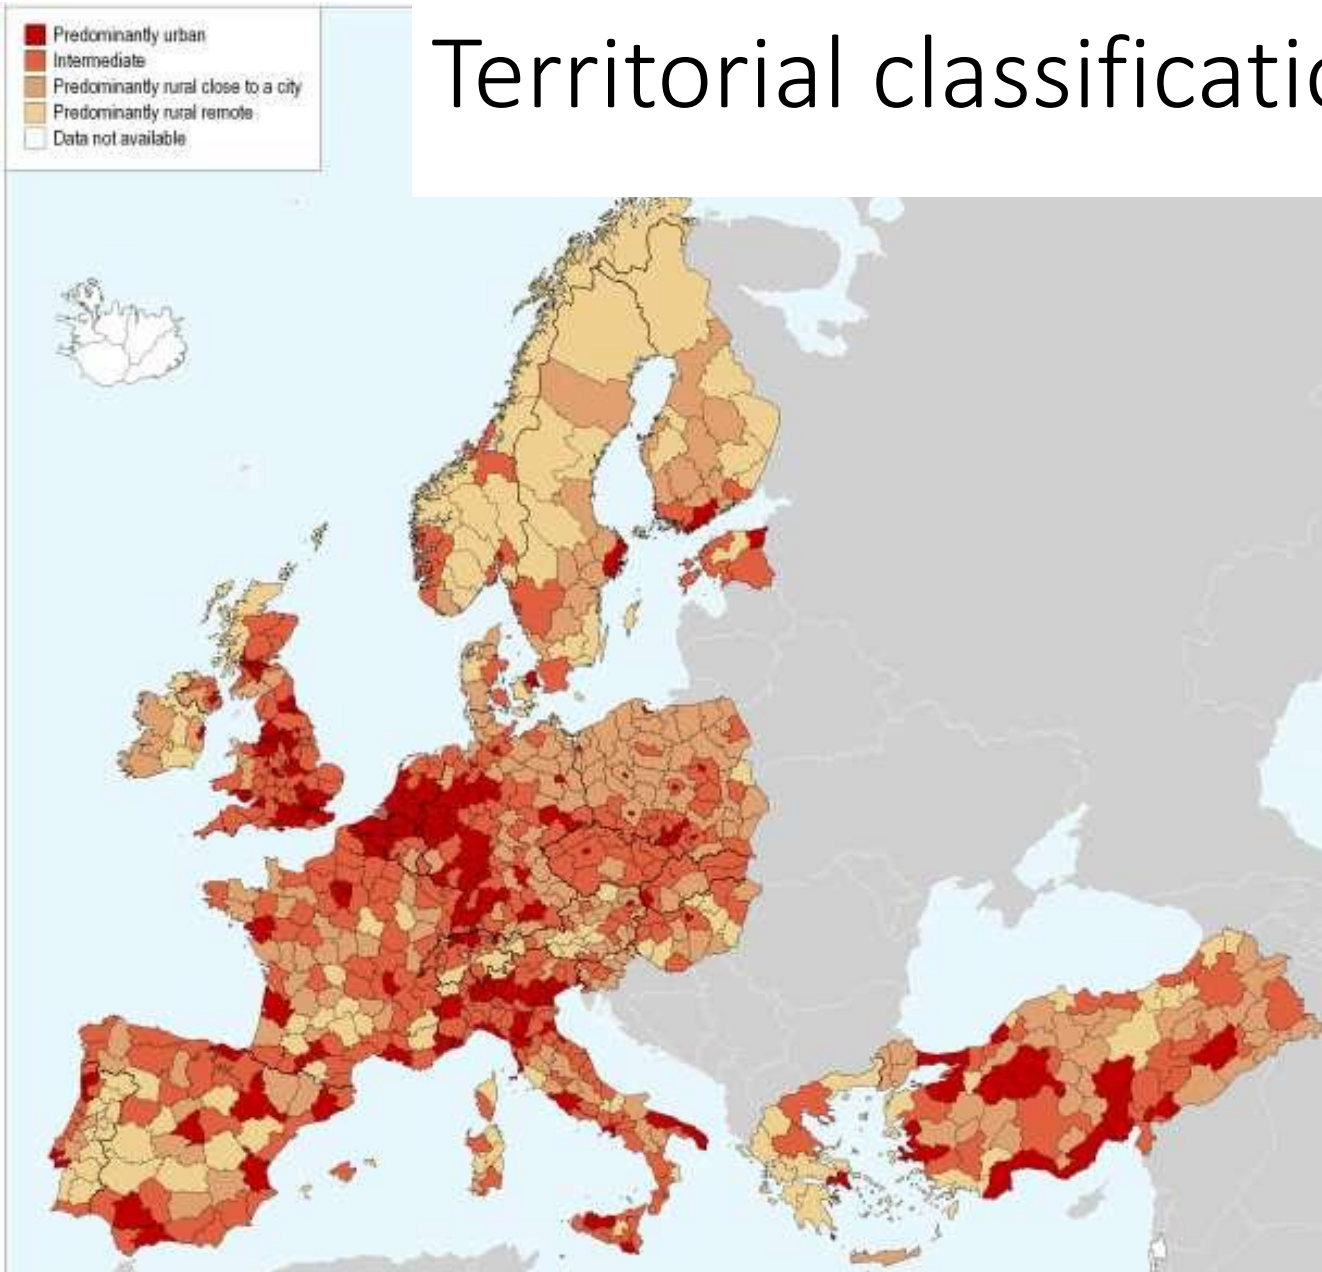 Predominantly urban
Intermediate
Predominantly rural close to a city
Predominantly rural remote
Data not available
Territorial classificatio